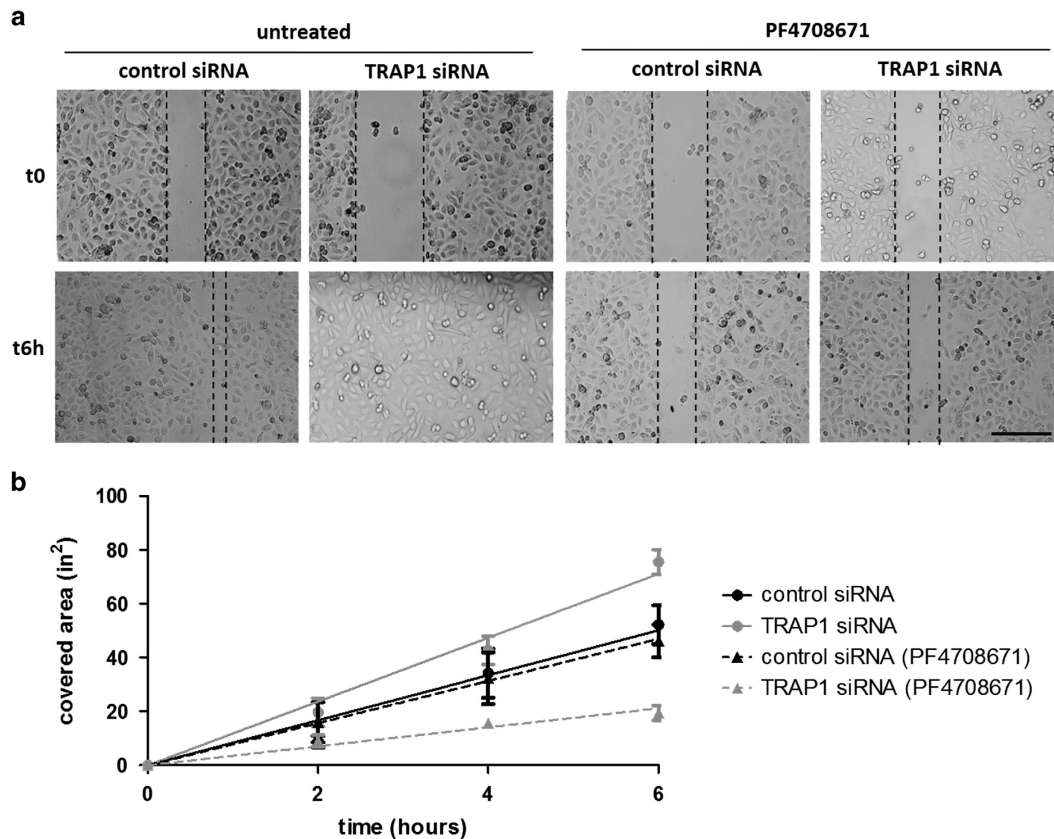 a
untreated PF4708671
control siRNA TRAP1 siRNA control siRNA TRAP1 siRNA
t0
t6h
b
covered area (in²)
100
80
60
40
20
0
0 2 4 6
time (hours)
control siRNA
TRAP1 siRNA
control siRNA (PF4708671)
TRAP1 siRNA (PF4708671)